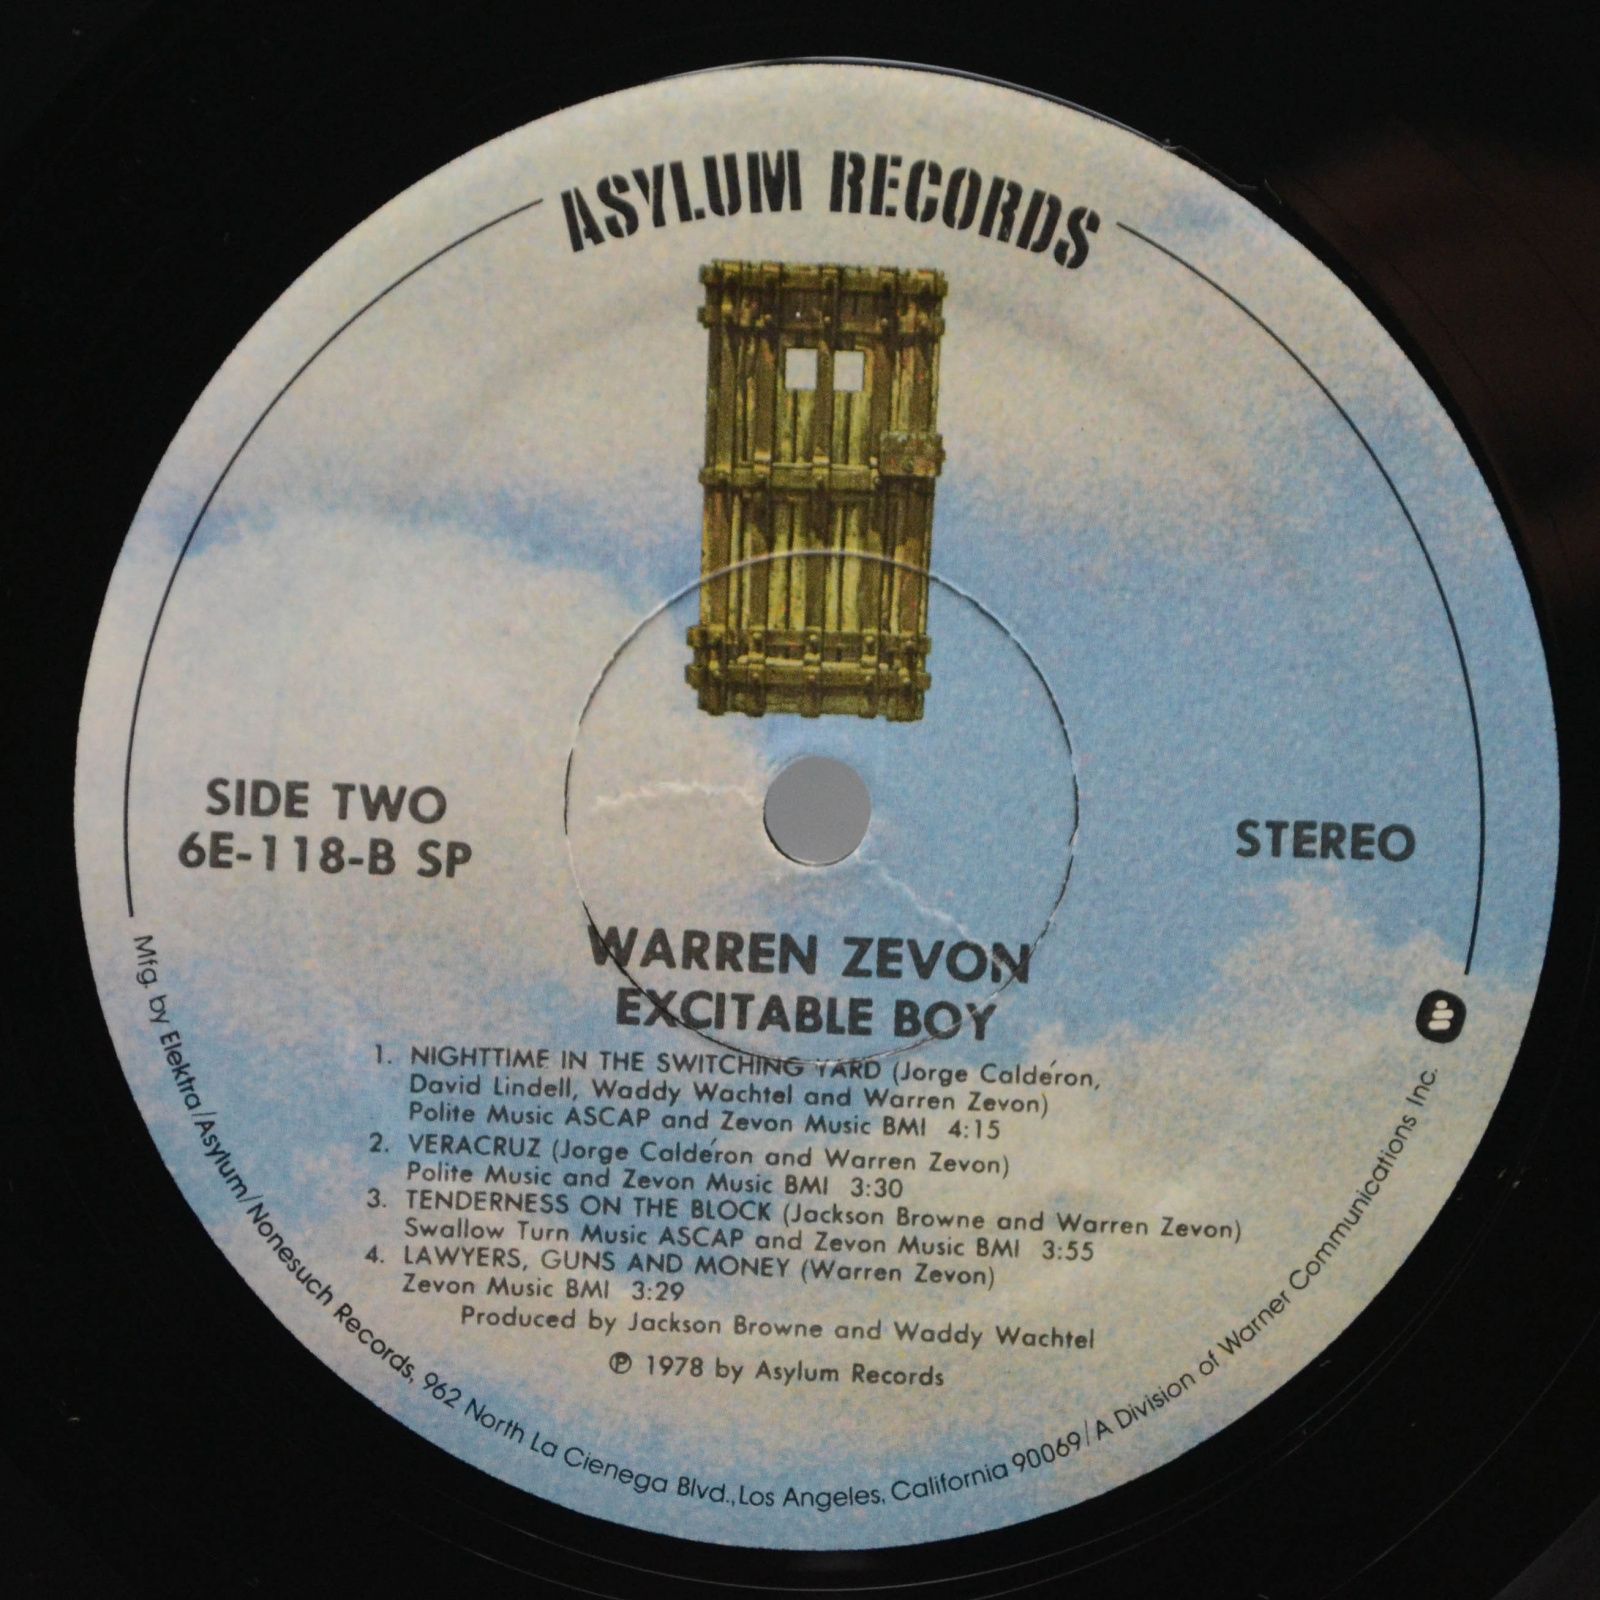 ASYLUM RECORDS
SIDE TWO
6E-118-B SP
STEREO
WARREN ZEVON
EXCITABLE BOY
1. NIGHTTIME IN THE SWITCHING YARD (Jorge Caldéron,
David Lindell, Waddy Wachtel and Warren Zevon)
Polite Music ASCAP and Zevon Music BMI 4:15
2. VERACRUZ (Jorge Caldéron and Warren Zevon)
Polite Music and Zevon Music BMI 3:30
3. TENDERNESS ON THE BLOCK (Jackson Browne and Warren Zevon)
Swallow Turn Music ASCAP and Zevon Music BMI 3:55
4. LAWYERS, GUNS AND MONEY (Warren Zevon)
Zevon Music BMI 3:29
Produced by Jackson Browne and Waddy Wachtel
℗ 1978 by Asylum Records
Mfg. by Elektra/Asylum/Nonesuch Records, 962 North La Cienega Blvd., Los Angeles, California 90069/A Division of Warner Communications Inc.